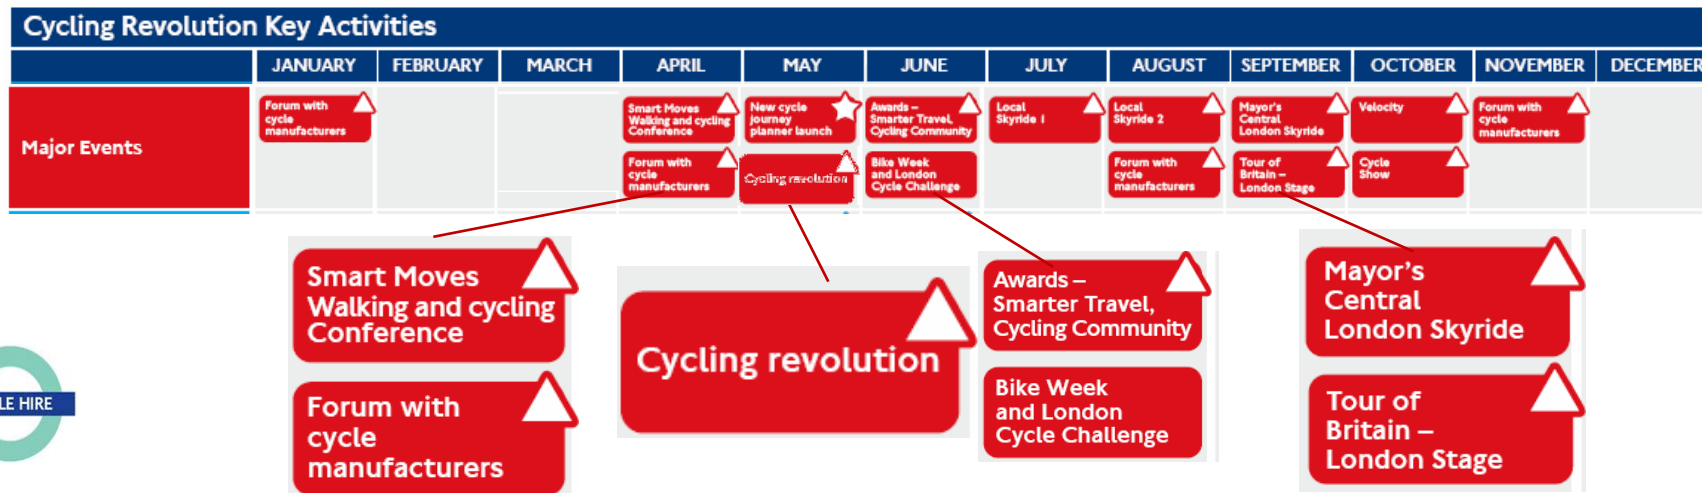 Cycling Revolution Key Activities
JANUARY FEBRUARY MARCH APRIL MAY JUNE JULY AUGUST SEPTEMBER OCTOBER NOVEMBER DECEMBER
Major Events
Forum with
cycle
manufacturers
Smart Moves
Walking and cycling
Conference
Forum with
cycle
manufacturers
New cycle
journey
planner launch
Cycling revolution
Awards –
Smarter Travel,
Cycling Community
Bike Week
and London
Cycle Challenge
Local
Skyride 1
Local
Skyride 2
Forum with
cycle
manufacturers
Mayor's
Central
London Skyride
Tour of
Britain –
London Stage
Velocity
Cycle
Show
Forum with
cycle
manufacturers
Smart Moves
Walking and cycling
Conference
Forum with
cycle
manufacturers
Cycling revolution
Awards –
Smarter Travel,
Cycling Community
Bike Week
and London
Cycle Challenge
Mayor's
Central
London Skyride
Tour of
Britain –
London Stage
LE HIRE